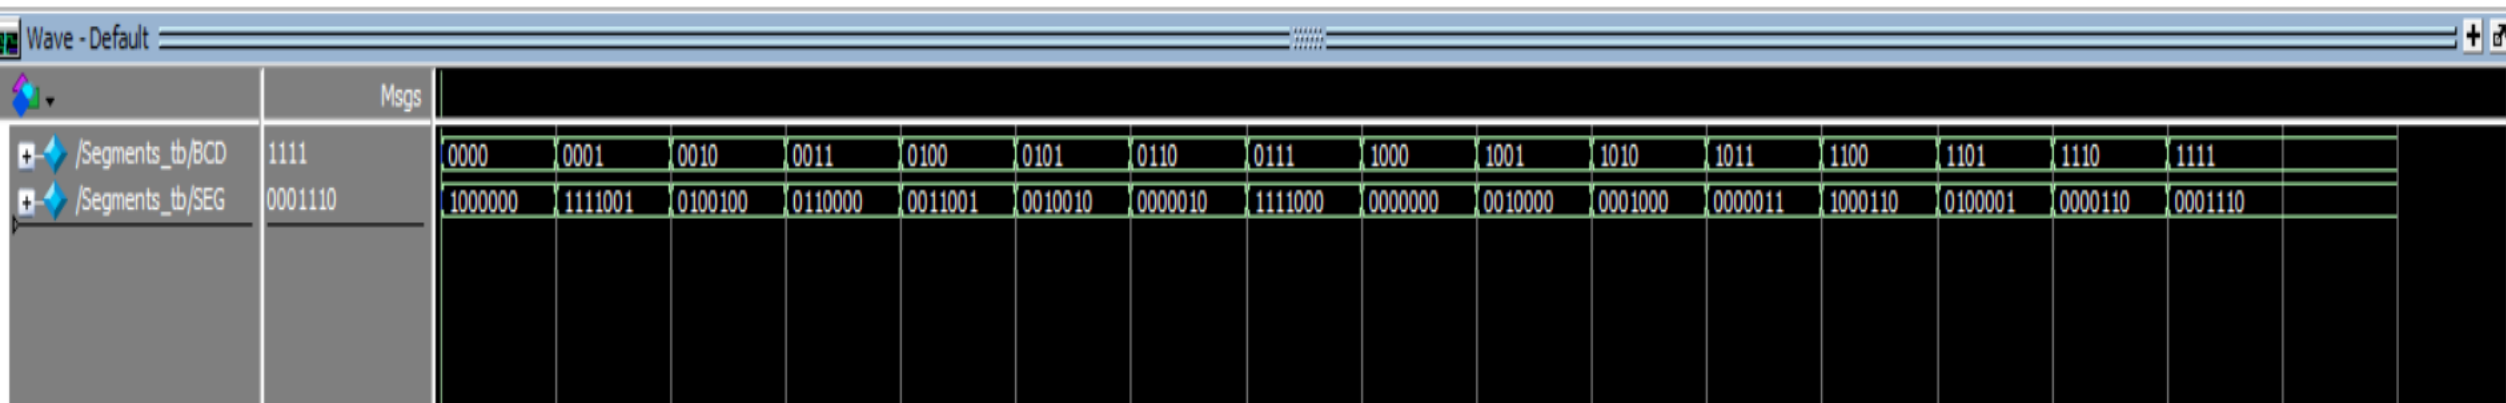 Wave - Default
Msgs
/Segments_tb/BCD 1111 0000 0001 0010 0011 0100 0101 0110 0111 1000 1001 1010 1011 1100 1101 1110 1111
/Segments_tb/SEG 0001110 1000000 1111001 0100100 0110000 0011001 0010010 0000010 1111000 0000000 0010000 0001000 0000011 1000110 0100001 0000110 0001110